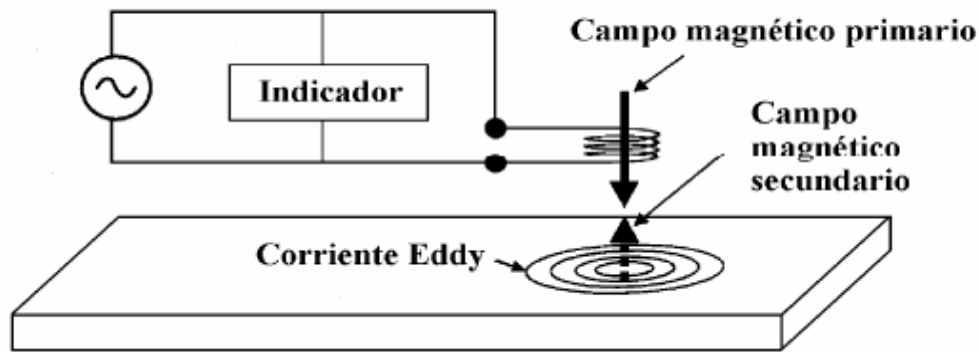 Campo magnético primario
Indicador
Campo
magnético
secundario
Corriente Eddy